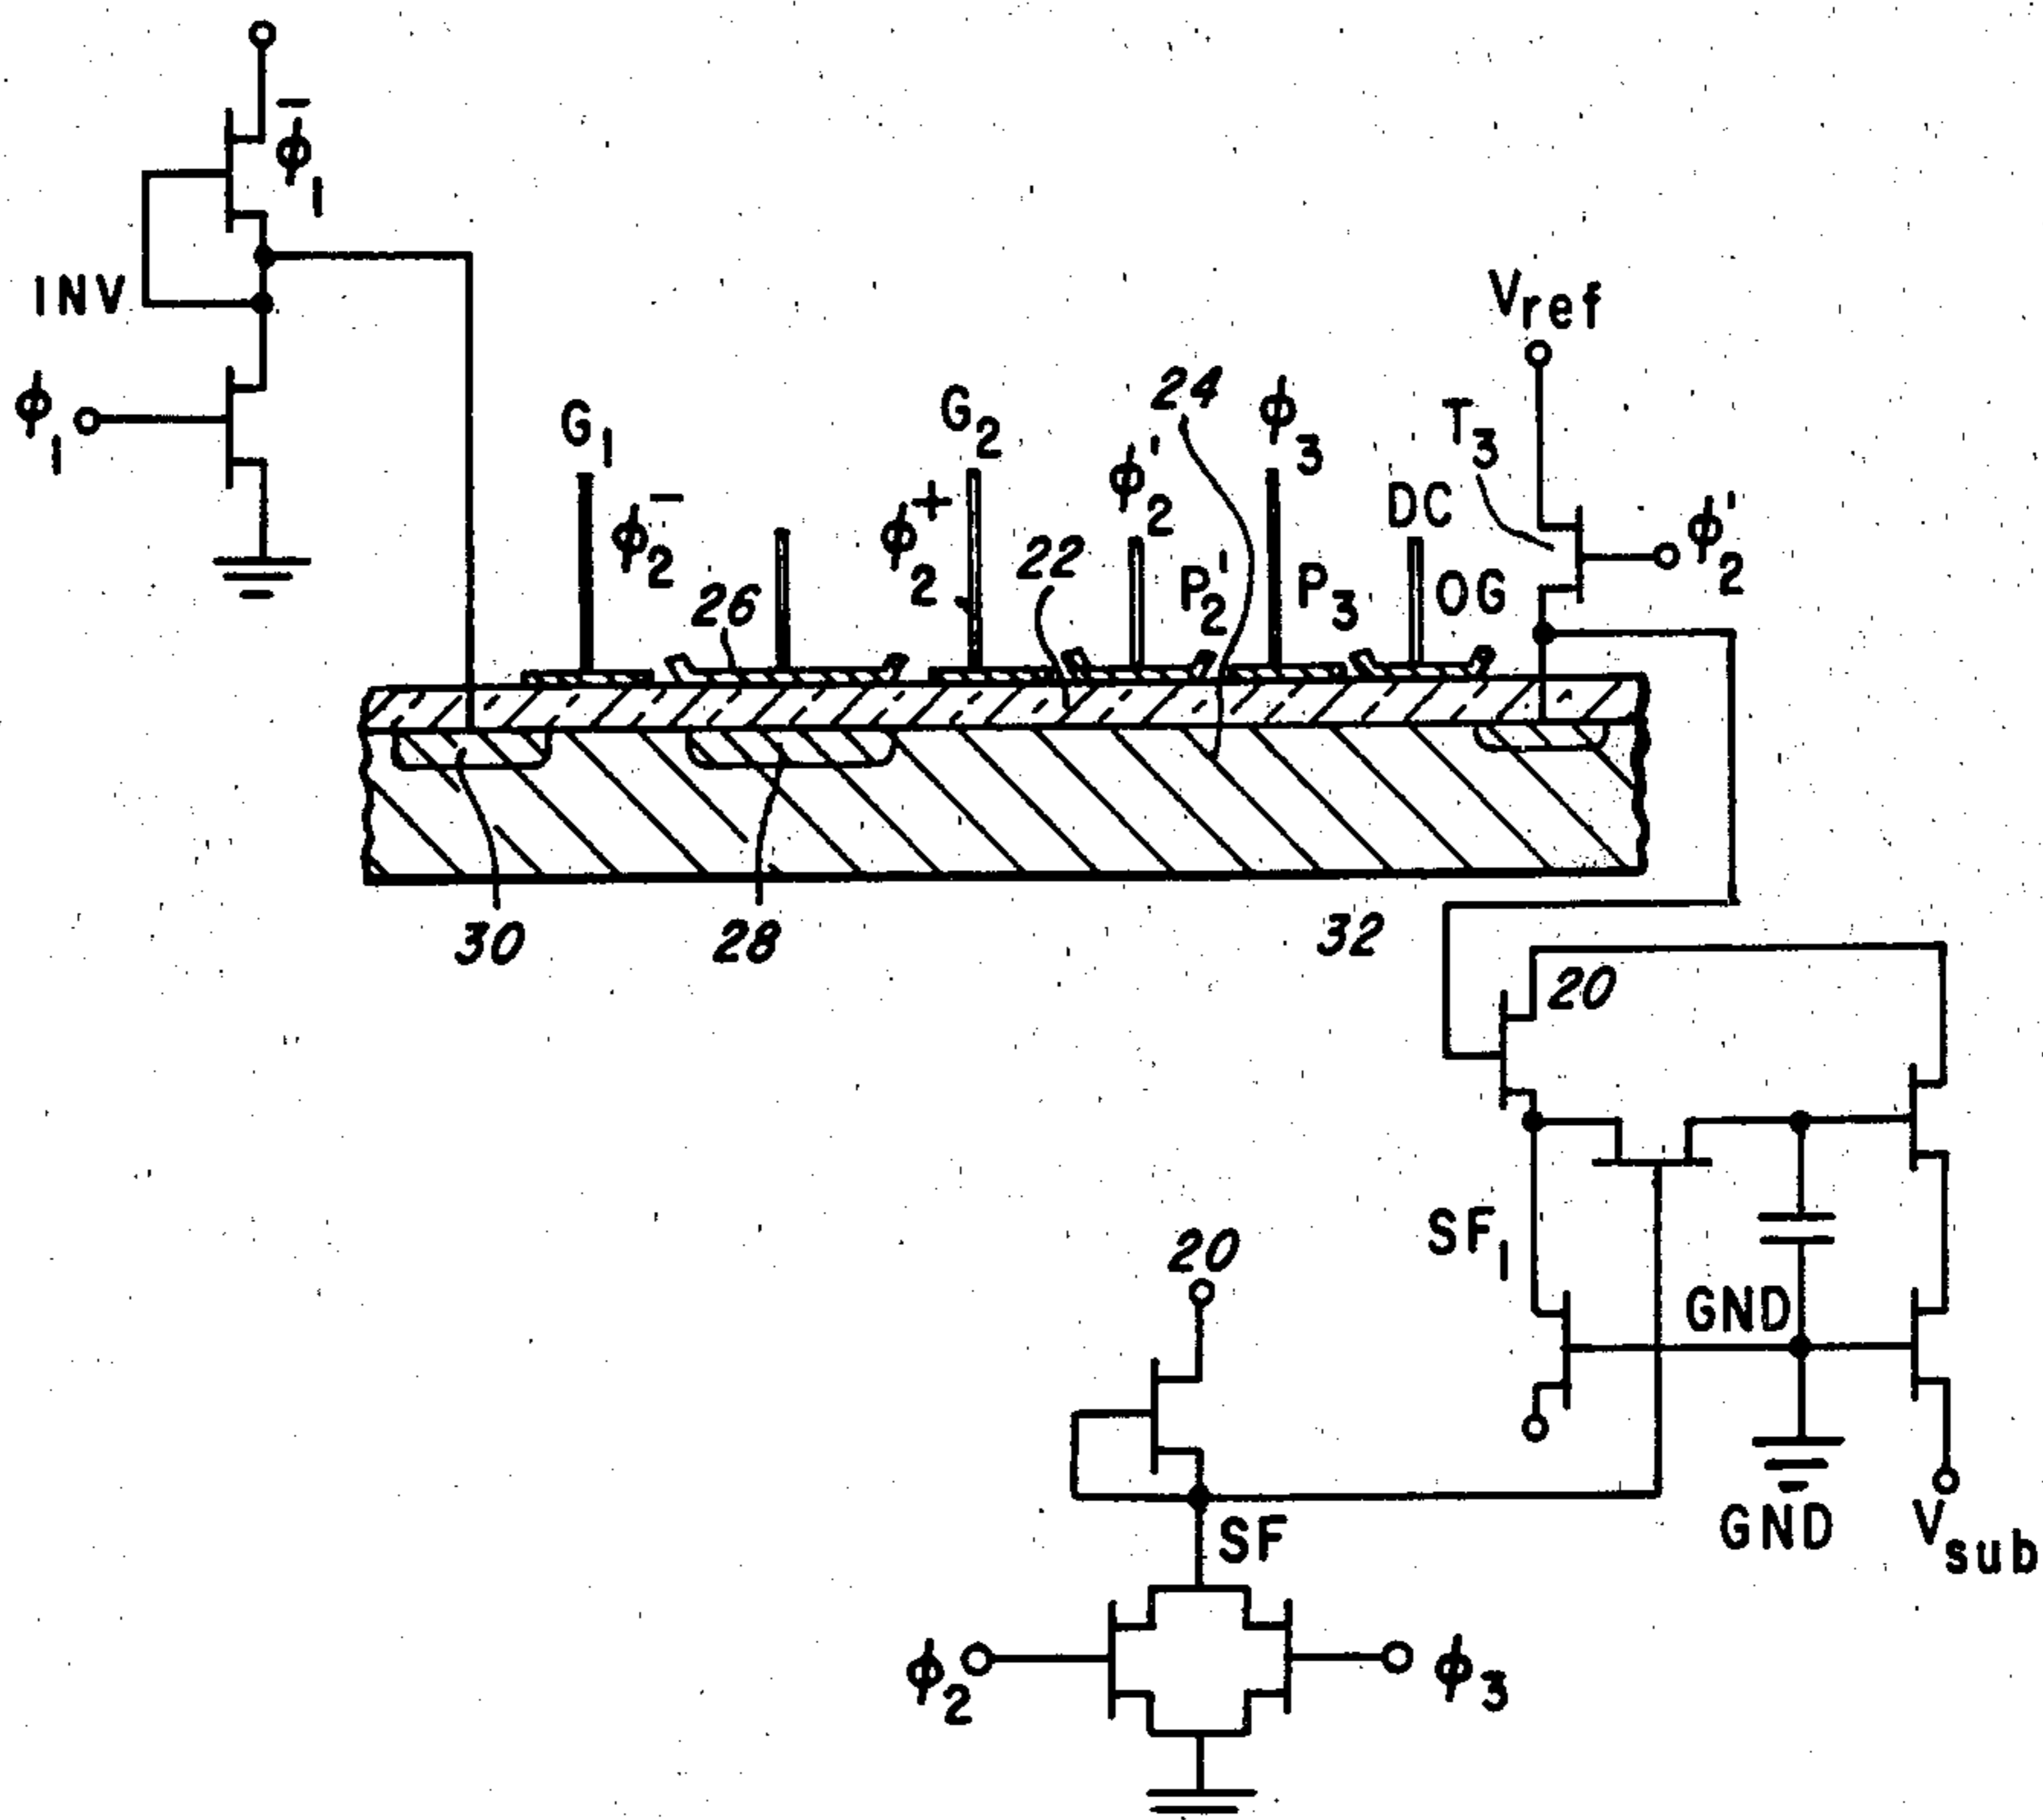 ϕ̄₁
INV
ϕ₁
G₁
ϕ₂⁻
26
ϕ₂⁺
G₂
22
ϕ₂'
24
P₂'
ϕ₃
P₃
DC
OG
Vref
T₃
ϕ₂'
30
28
32
20
SF₁
GND
GND
Vsub
20
SF
ϕ₂
ϕ₃